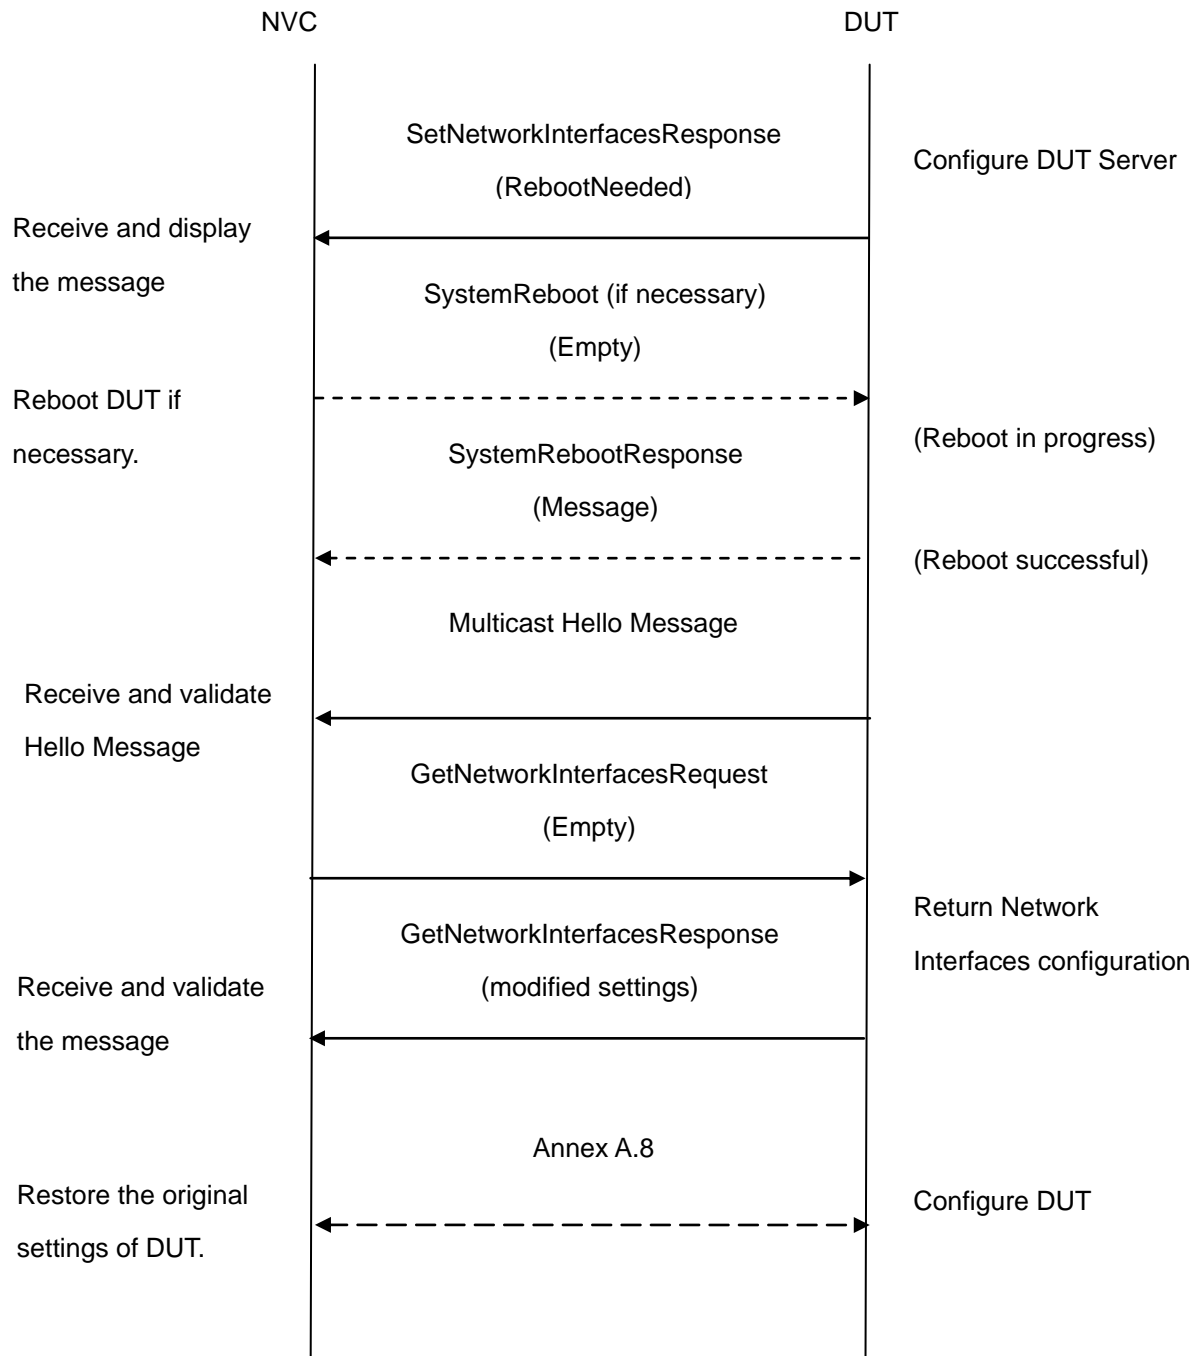 NVC
DUT
SetNetworkInterfacesResponse
(RebootNeeded)
Configure DUT Server
Receive and display
the message
SystemReboot (if necessary)
(Empty)
Reboot DUT if
necessary.
(Reboot in progress)
SystemRebootResponse
(Message)
(Reboot successful)
Multicast Hello Message
Receive and validate
Hello Message
GetNetworkInterfacesRequest
(Empty)
Return Network
Interfaces configuration
GetNetworkInterfacesResponse
(modified settings)
Receive and validate
the message
Annex A.8
Restore the original
settings of DUT.
Configure DUT